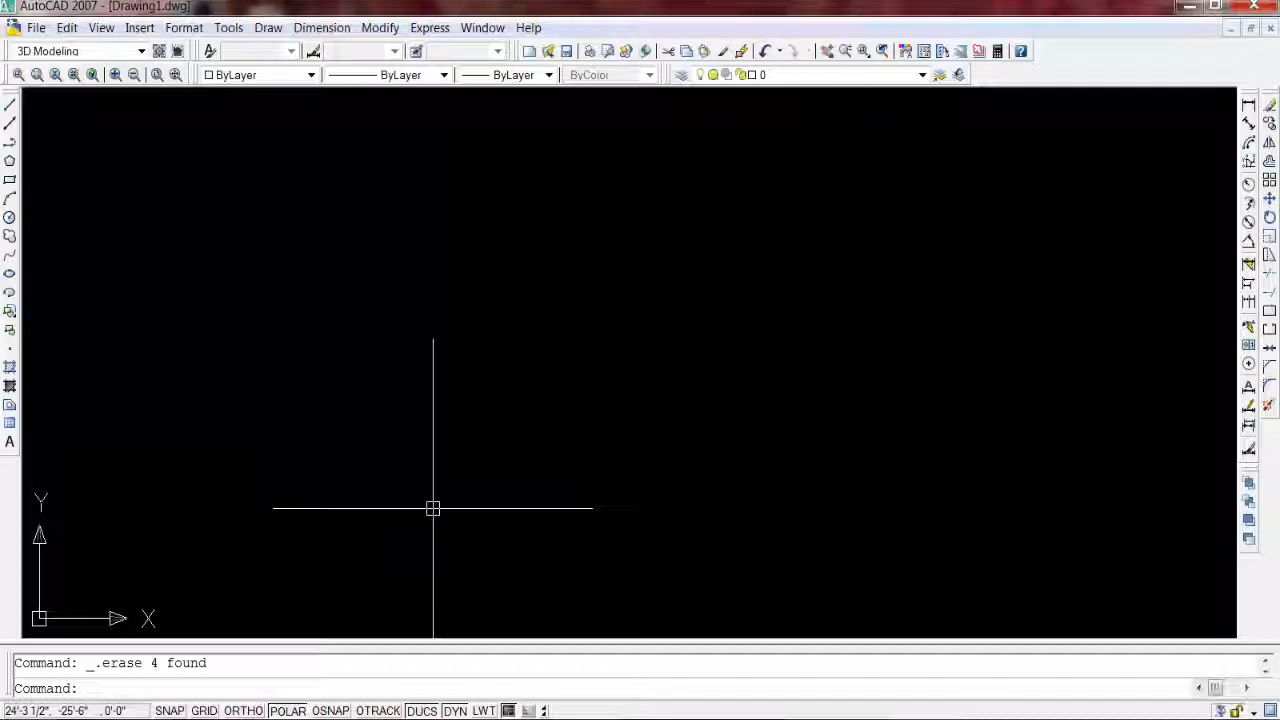 AutoCAD 2007 - [Drawing1.dwg]
File Edit View Insert Format Tools Draw Dimension Modify Express Window Help
3D Modeling
ByLayer ByLayer ByLayer ByColor 0
Y
X
A
A
Command: _.erase 4 found
Command:
24'-3 1/2", -25'-6" , 0'-0" SNAP GRID ORTHO POLAR OSNAP OTRACK DUCS DYN LWT